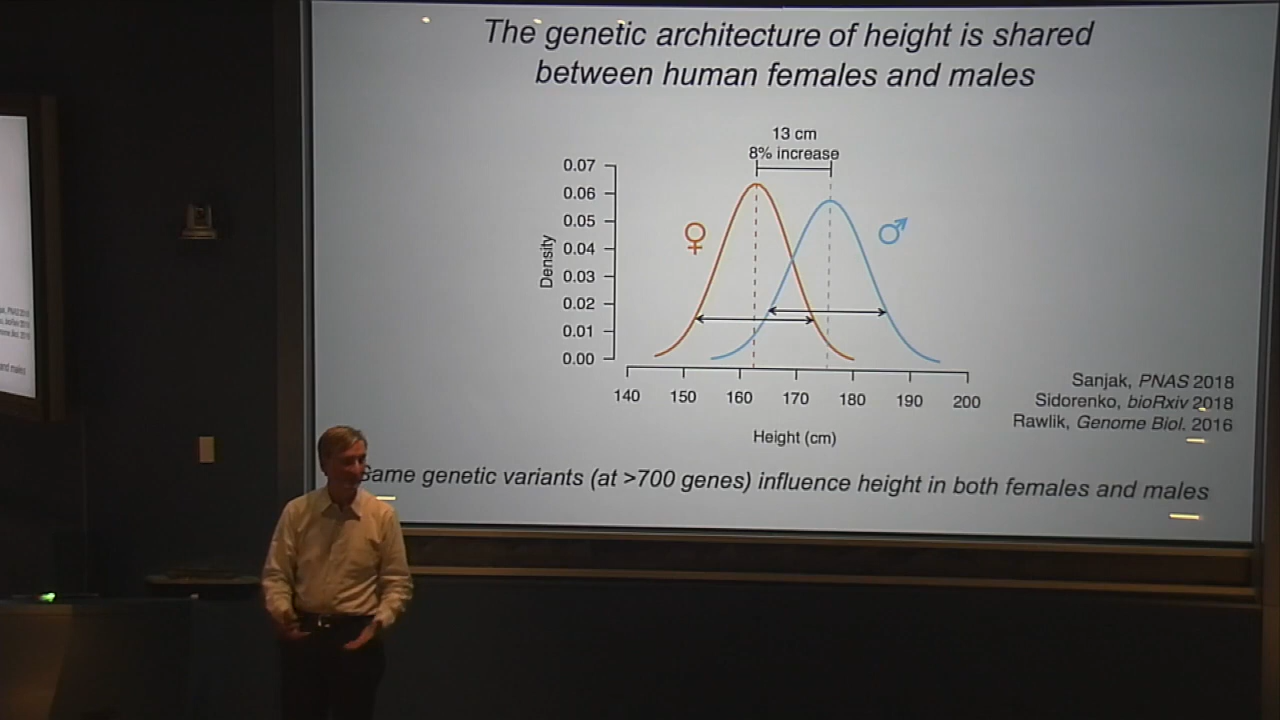 The genetic architecture of height is shared
between human females and males
13 cm
8% increase
0.07
0.06
0.05
0.04
0.03
0.02
0.01
0.00
Density
♀
♂
140 150 160 170 180 190 200
Height (cm)
Sanjak, PNAS 2018
Sidorenko, bioRxiv 2018
Rawlik, Genome Biol. 2016
Same genetic variants (at >700 genes) influence height in both females and males
and males